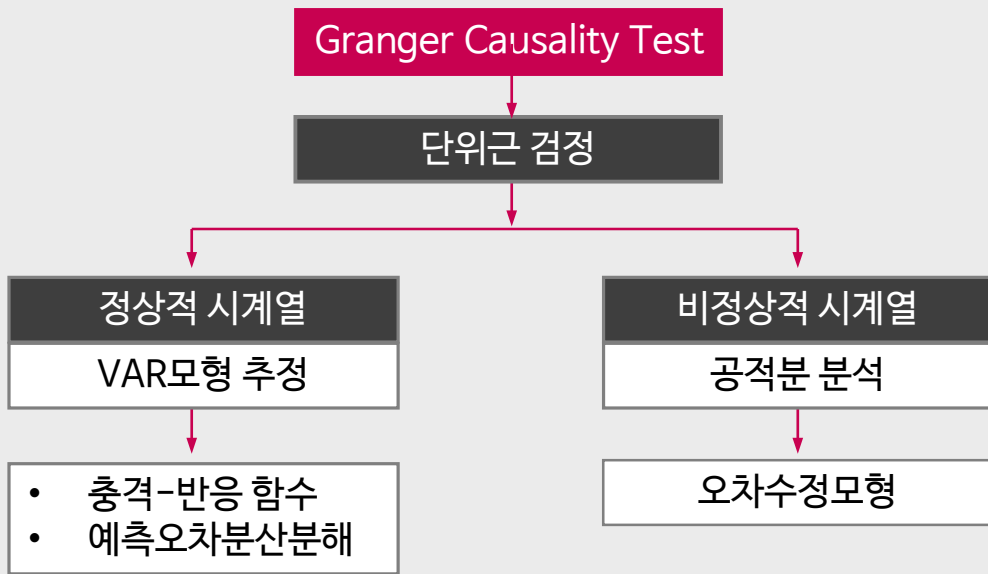 Granger Causality Test
단위근 검정
정상적 시계열
VAR모형 추정
• 충격-반응 함수
• 예측오차분산분해
비정상적 시계열
공적분 분석
오차수정모형